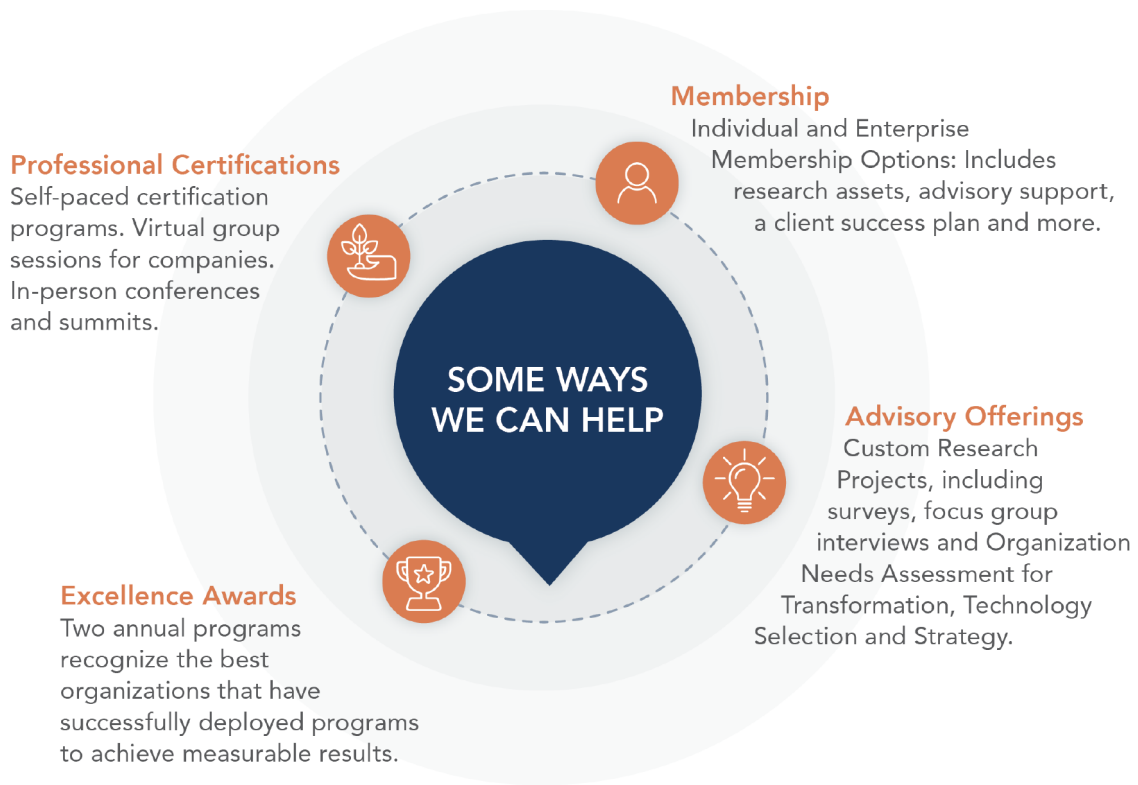 Membership
Individual and Enterprise
Membership Options: Includes
research assets, advisory support,
a client success plan and more.
Professional Certifications
Self-paced certification
programs. Virtual group
sessions for companies.
In-person conferences
and summits.
SOME WAYS
WE CAN HELP
Advisory Offerings
Custom Research
Projects, including
surveys, focus group
interviews and Organization
Needs Assessment for
Transformation, Technology
Selection and Strategy.
Excellence Awards
Two annual programs
recognize the best
organizations that have
successfully deployed programs
to achieve measurable results.